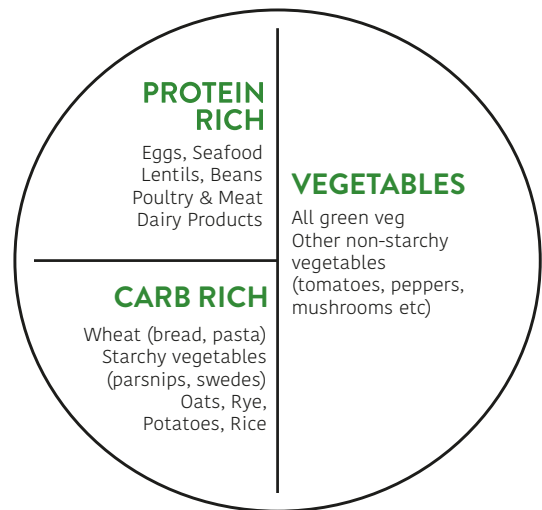 PROTEIN
RICH
Eggs, Seafood
Lentils, Beans
Poultry & Meat
Dairy Products
CARB RICH
Wheat (bread, pasta)
Starchy vegetables
(parsnips, swedes)
Oats, Rye,
Potatoes, Rice
VEGETABLES
All green veg
Other non-starchy
vegetables
(tomatoes, peppers,
mushrooms etc)